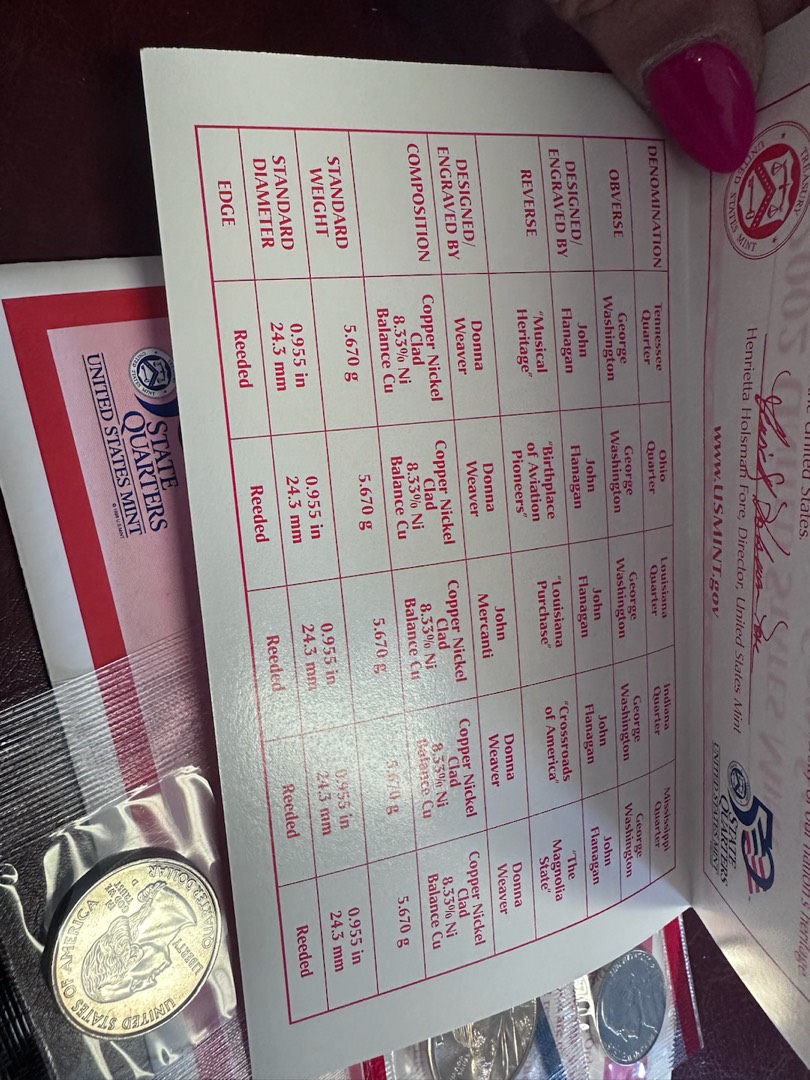 United States.
Henrietta Holsman Fore, Director, United States Mint
www.USMINT.gov
UNITED STATES MINT
STATE
QUARTERS
UNITED STATES MINT
DENOMINATION Tennessee Quarter Ohio Quarter Louisiana Quarter Indiana Quarter Mississippi Quarter
OBVERSE George Washington George Washington George Washington George Washington George Washington
DESIGNED/ ENGRAVED BY John Flanagan John Flanagan John Flanagan John Flanagan John Flanagan
REVERSE "Musical Heritage" "Birthplace of Aviation Pioneers" "Louisiana Purchase" "Crossroads of America" "The Magnolia State"
DESIGNED/ ENGRAVED BY Donna Weaver Donna Weaver John Mercanti Donna Weaver Donna Weaver
COMPOSITION Copper Nickel Clad 8.33% Ni Balance Cu Copper Nickel Clad 8.33% Ni Balance Cu Copper Nickel Clad 8.33% Ni Balance Cu Copper Nickel Clad 8.33% Ni Balance Cu Copper Nickel Clad 8.33% Ni Balance Cu
STANDARD WEIGHT 5.670 g 5.670 g 5.670 g 5.670 g 5.670 g
STANDARD DIAMETER 0.955 in 24.3 mm 0.955 in 24.3 mm 0.955 in 24.3 mm 0.955 in 24.3 mm 0.955 in 24.3 mm
EDGE Reeded Reeded Reeded Reeded Reeded
STATE
QUARTERS
UNITED STATES MINT
UNITED STATES OF AMERICA
LIBERTY
IN GOD WE TRUST
D
QUARTER DOLLAR